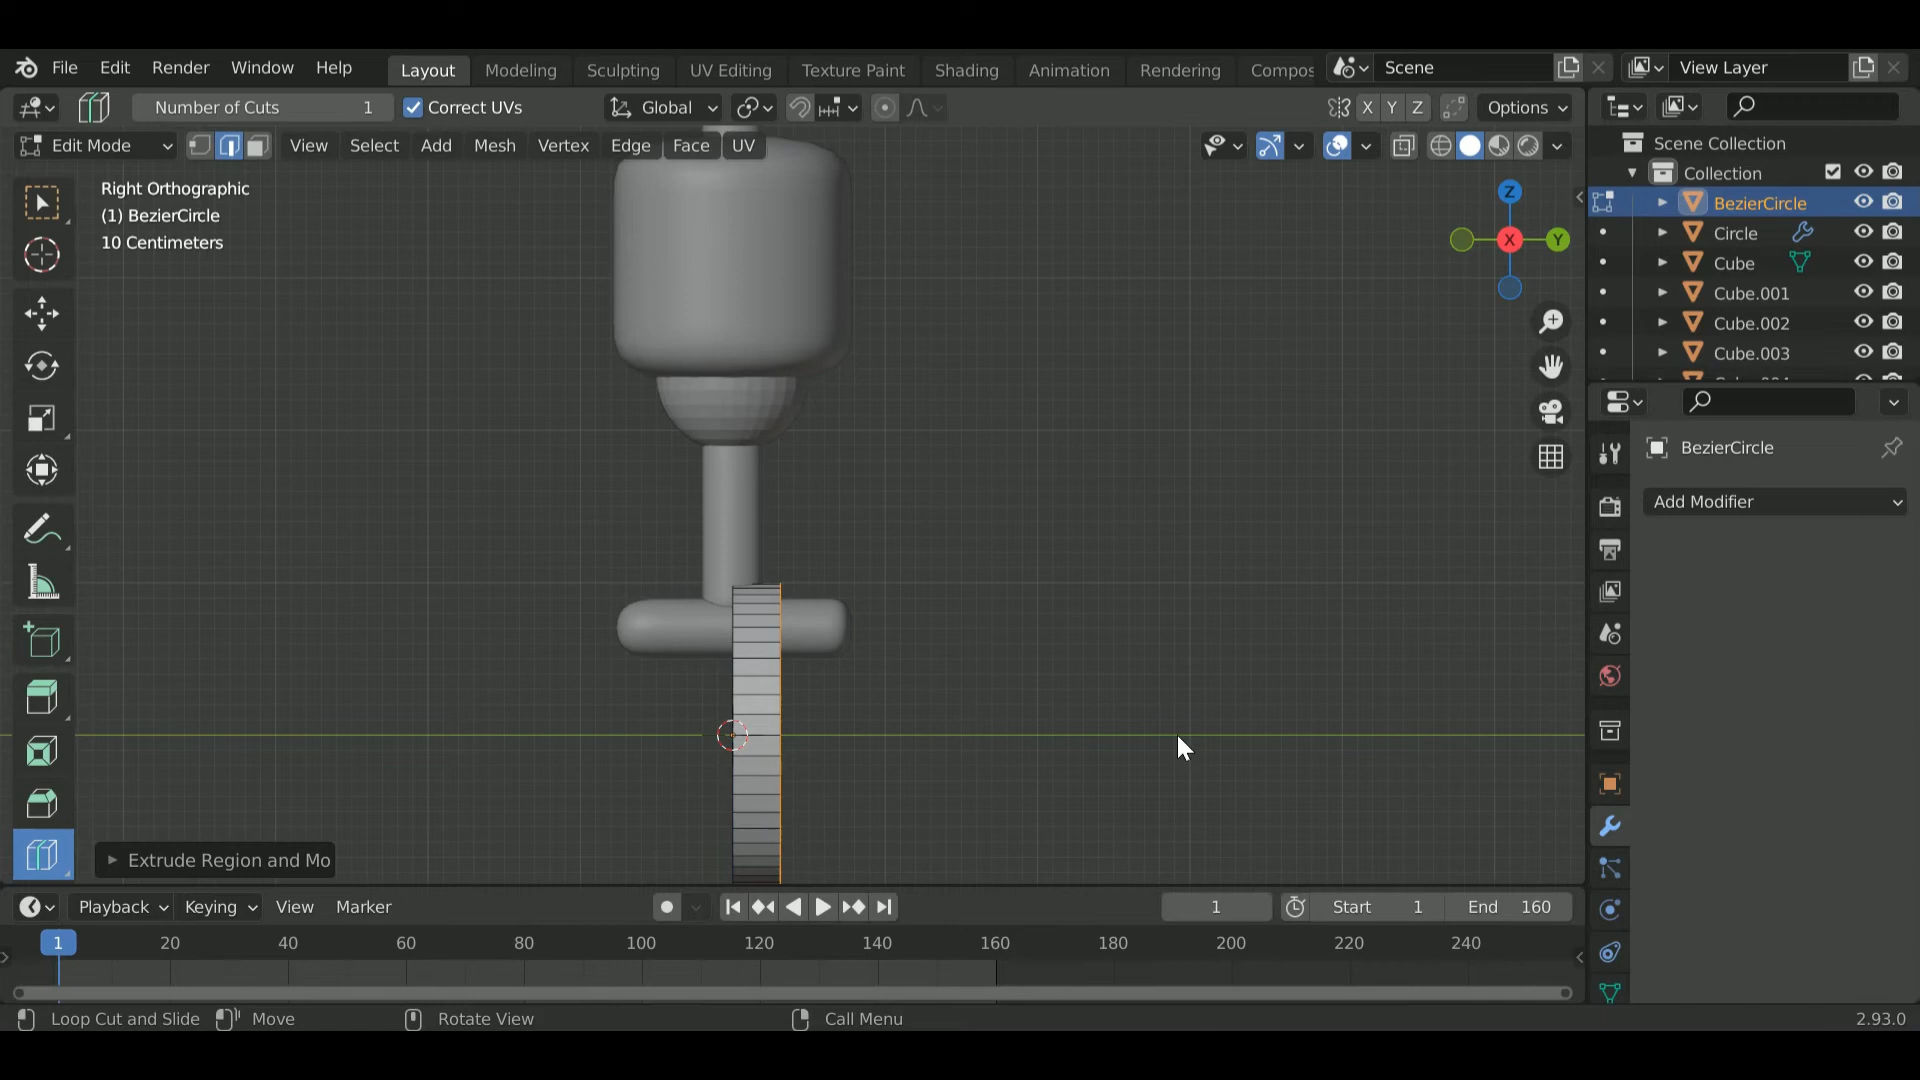 File Edit Render Window Help Layout Modeling Sculpting UV Editing Texture Paint Shading Animation Rendering Compos Scene View Layer
Number of Cuts 1 Correct UVs Global X Y Z Options
Edit Mode View Select Add Mesh Vertex Edge Face UV
Right Orthographic
(1) BezierCircle
10 Centimeters
Z
X
Y
Scene Collection
Collection
BezierCircle
Circle
Cube
Cube.001
Cube.002
Cube.003
BezierCircle
Add Modifier
Extrude Region and Mo
Playback Keying View Marker 1 Start 1 End 160
1 20 40 60 80 100 120 140 160 180 200 220 240
Loop Cut and Slide Move Rotate View Call Menu 2.93.0